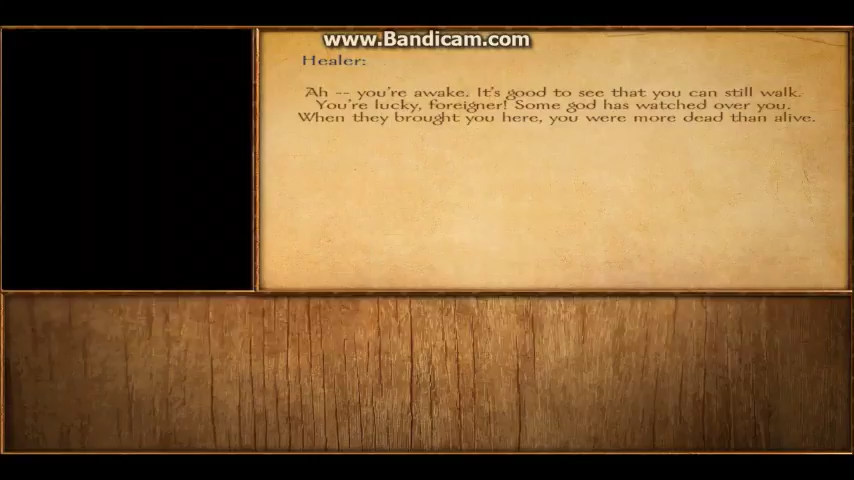 www.Bandicam.com
Healer:
Ah -- you're awake. It's good to see that you can still walk.
You're lucky, foreigner! Some god has watched over you.
When they brought you here, you were more dead than alive.